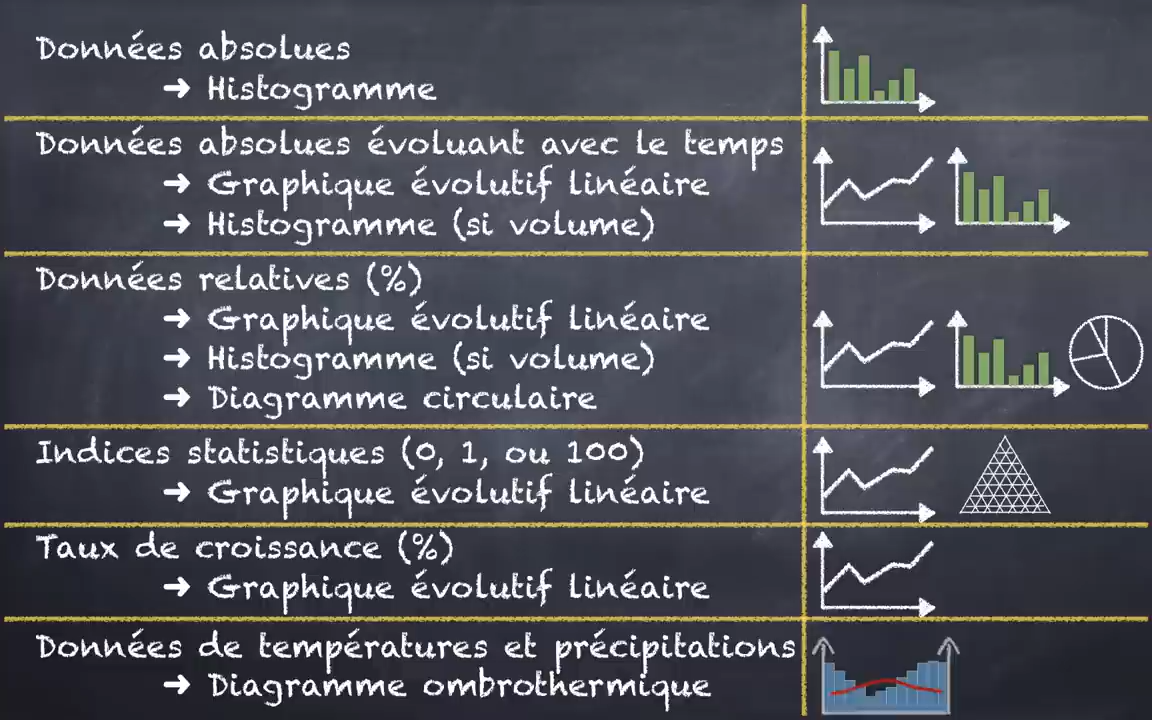 Données absolues
➜ Histogramme
Données absolues évoluant avec le temps
➜ Graphique évolutif linéaire
➜ Histogramme (si volume)
Données relatives (%)
➜ Graphique évolutif linéaire
➜ Histogramme (si volume)
➜ Diagramme circulaire
Indices statistiques (0, 1, ou 100)
➜ Graphique évolutif linéaire
Taux de croissance (%)
➜ Graphique évolutif linéaire
Données de températures et précipitations
➜ Diagramme ombrothermique